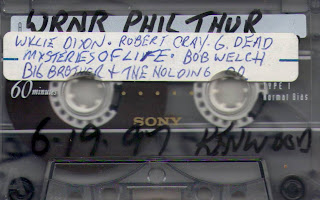 WRNR PHIL THUR
WYLIE DIXON · ROBERT CRAY · G. DEAD
MYSTERIES OF LIFE · BOB WELCH
BIG BROTHER & THE HOLDING CO
60 minutes
TYPE I
Normal Bias
SONY
6-19-97 KENWOOD